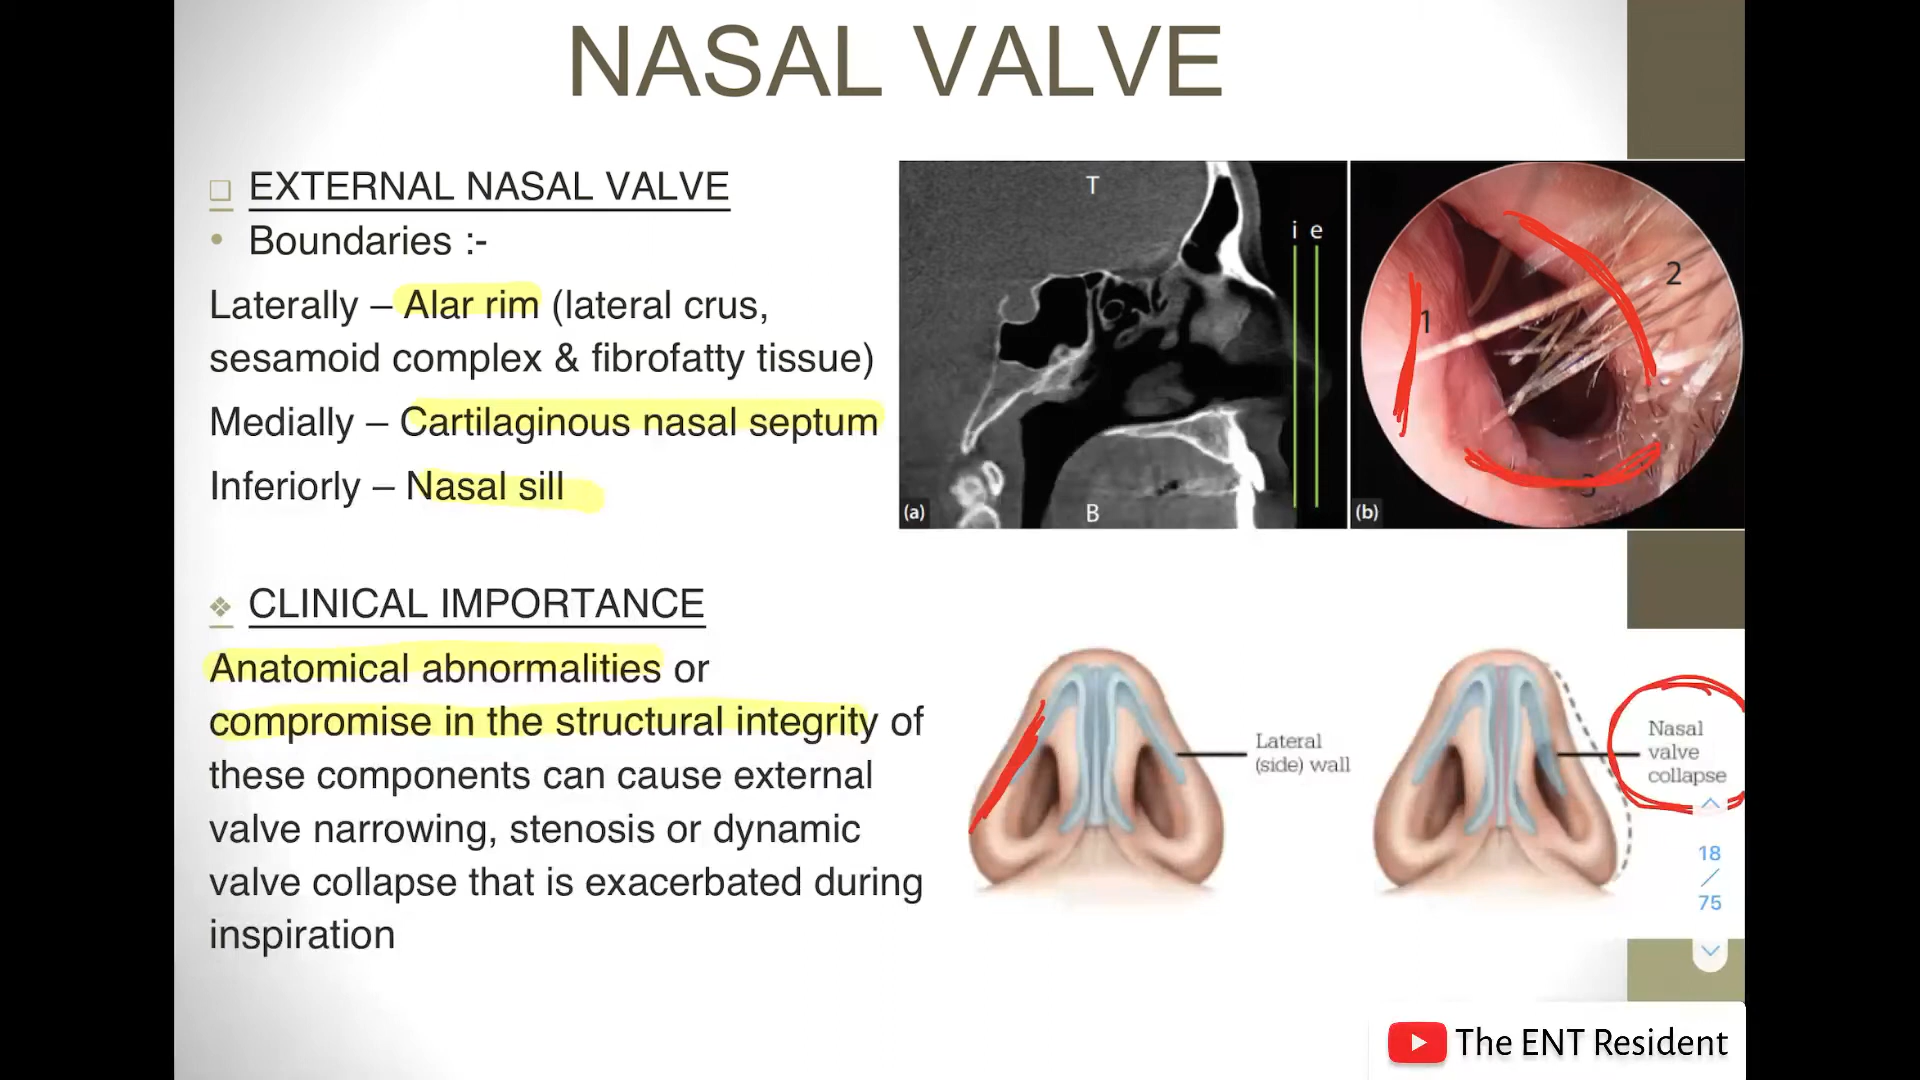 NASAL VALVE
❑ EXTERNAL NASAL VALVE
• Boundaries :-
Laterally – Alar rim (lateral crus,
sesamoid complex & fibrofatty tissue)
Medially – Cartilaginous nasal septum
Inferiorly – Nasal sill
❖ CLINICAL IMPORTANCE
Anatomical abnormalities or
compromise in the structural integrity of
these components can cause external
valve narrowing, stenosis or dynamic
valve collapse that is exacerbated during
inspiration
T
i e
B
(a)
1
2
3
(b)
Lateral
(side) wall
Nasal
valve
collapse
18
/
75
The ENT Resident